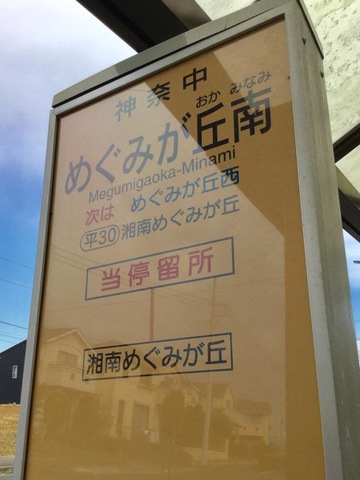 神奈中
おか みなみ
めぐみが丘南
Megumigaoka-Minami
次は めぐみが丘西
平30 湘南めぐみが丘
当停留所
湘南めぐみが丘